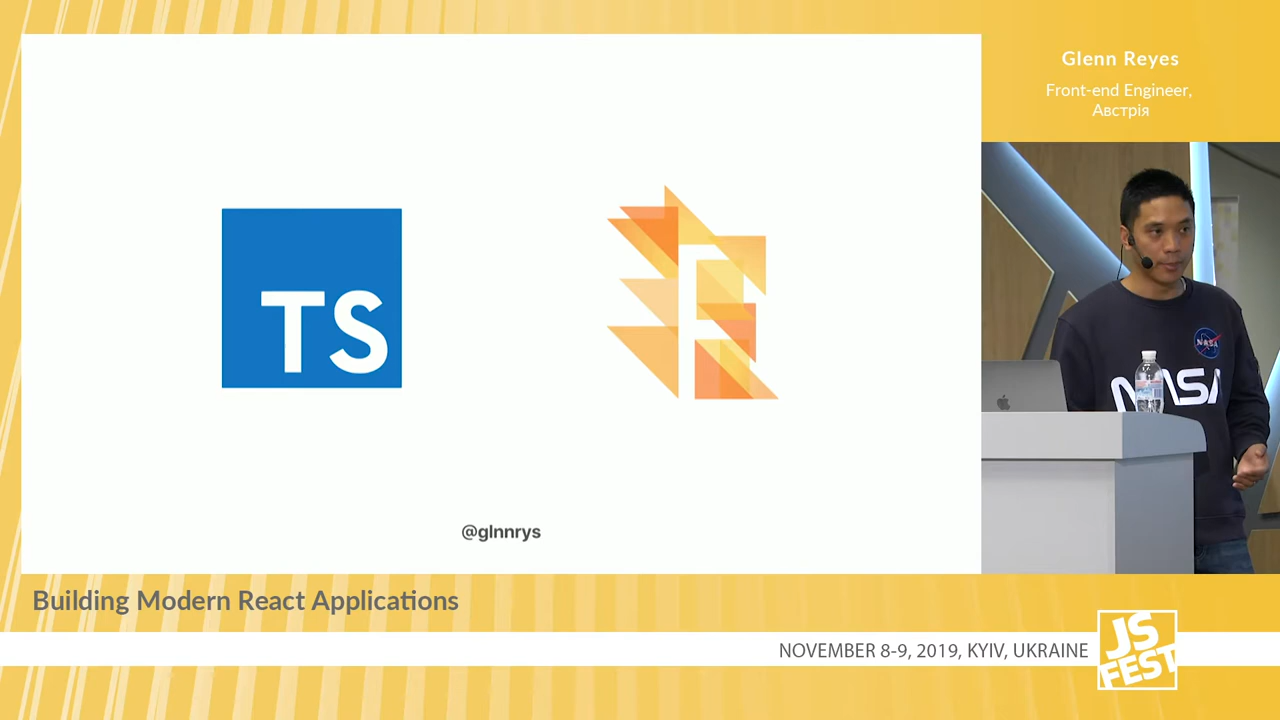 Glenn Reyes
Front-end Engineer,
Австрія
TS
@glnnrys
NASA
NASA
Building Modern React Applications
NOVEMBER 8-9, 2019, KYIV, UKRAINE
JS
FEST